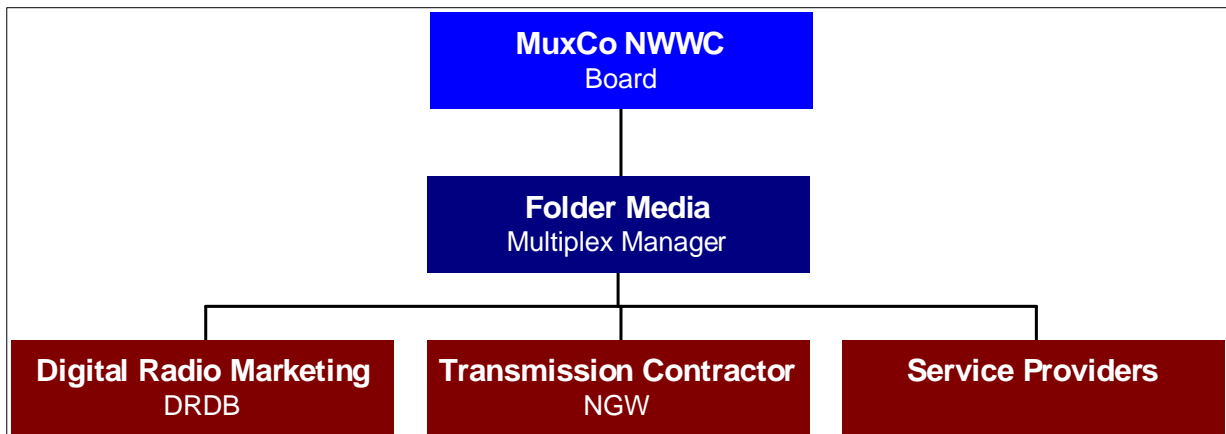 MuxCo NWWC
Board
Folder Media
Multiplex Manager
Digital Radio Marketing
DRDB
Transmission Contractor
NGW
Service Providers